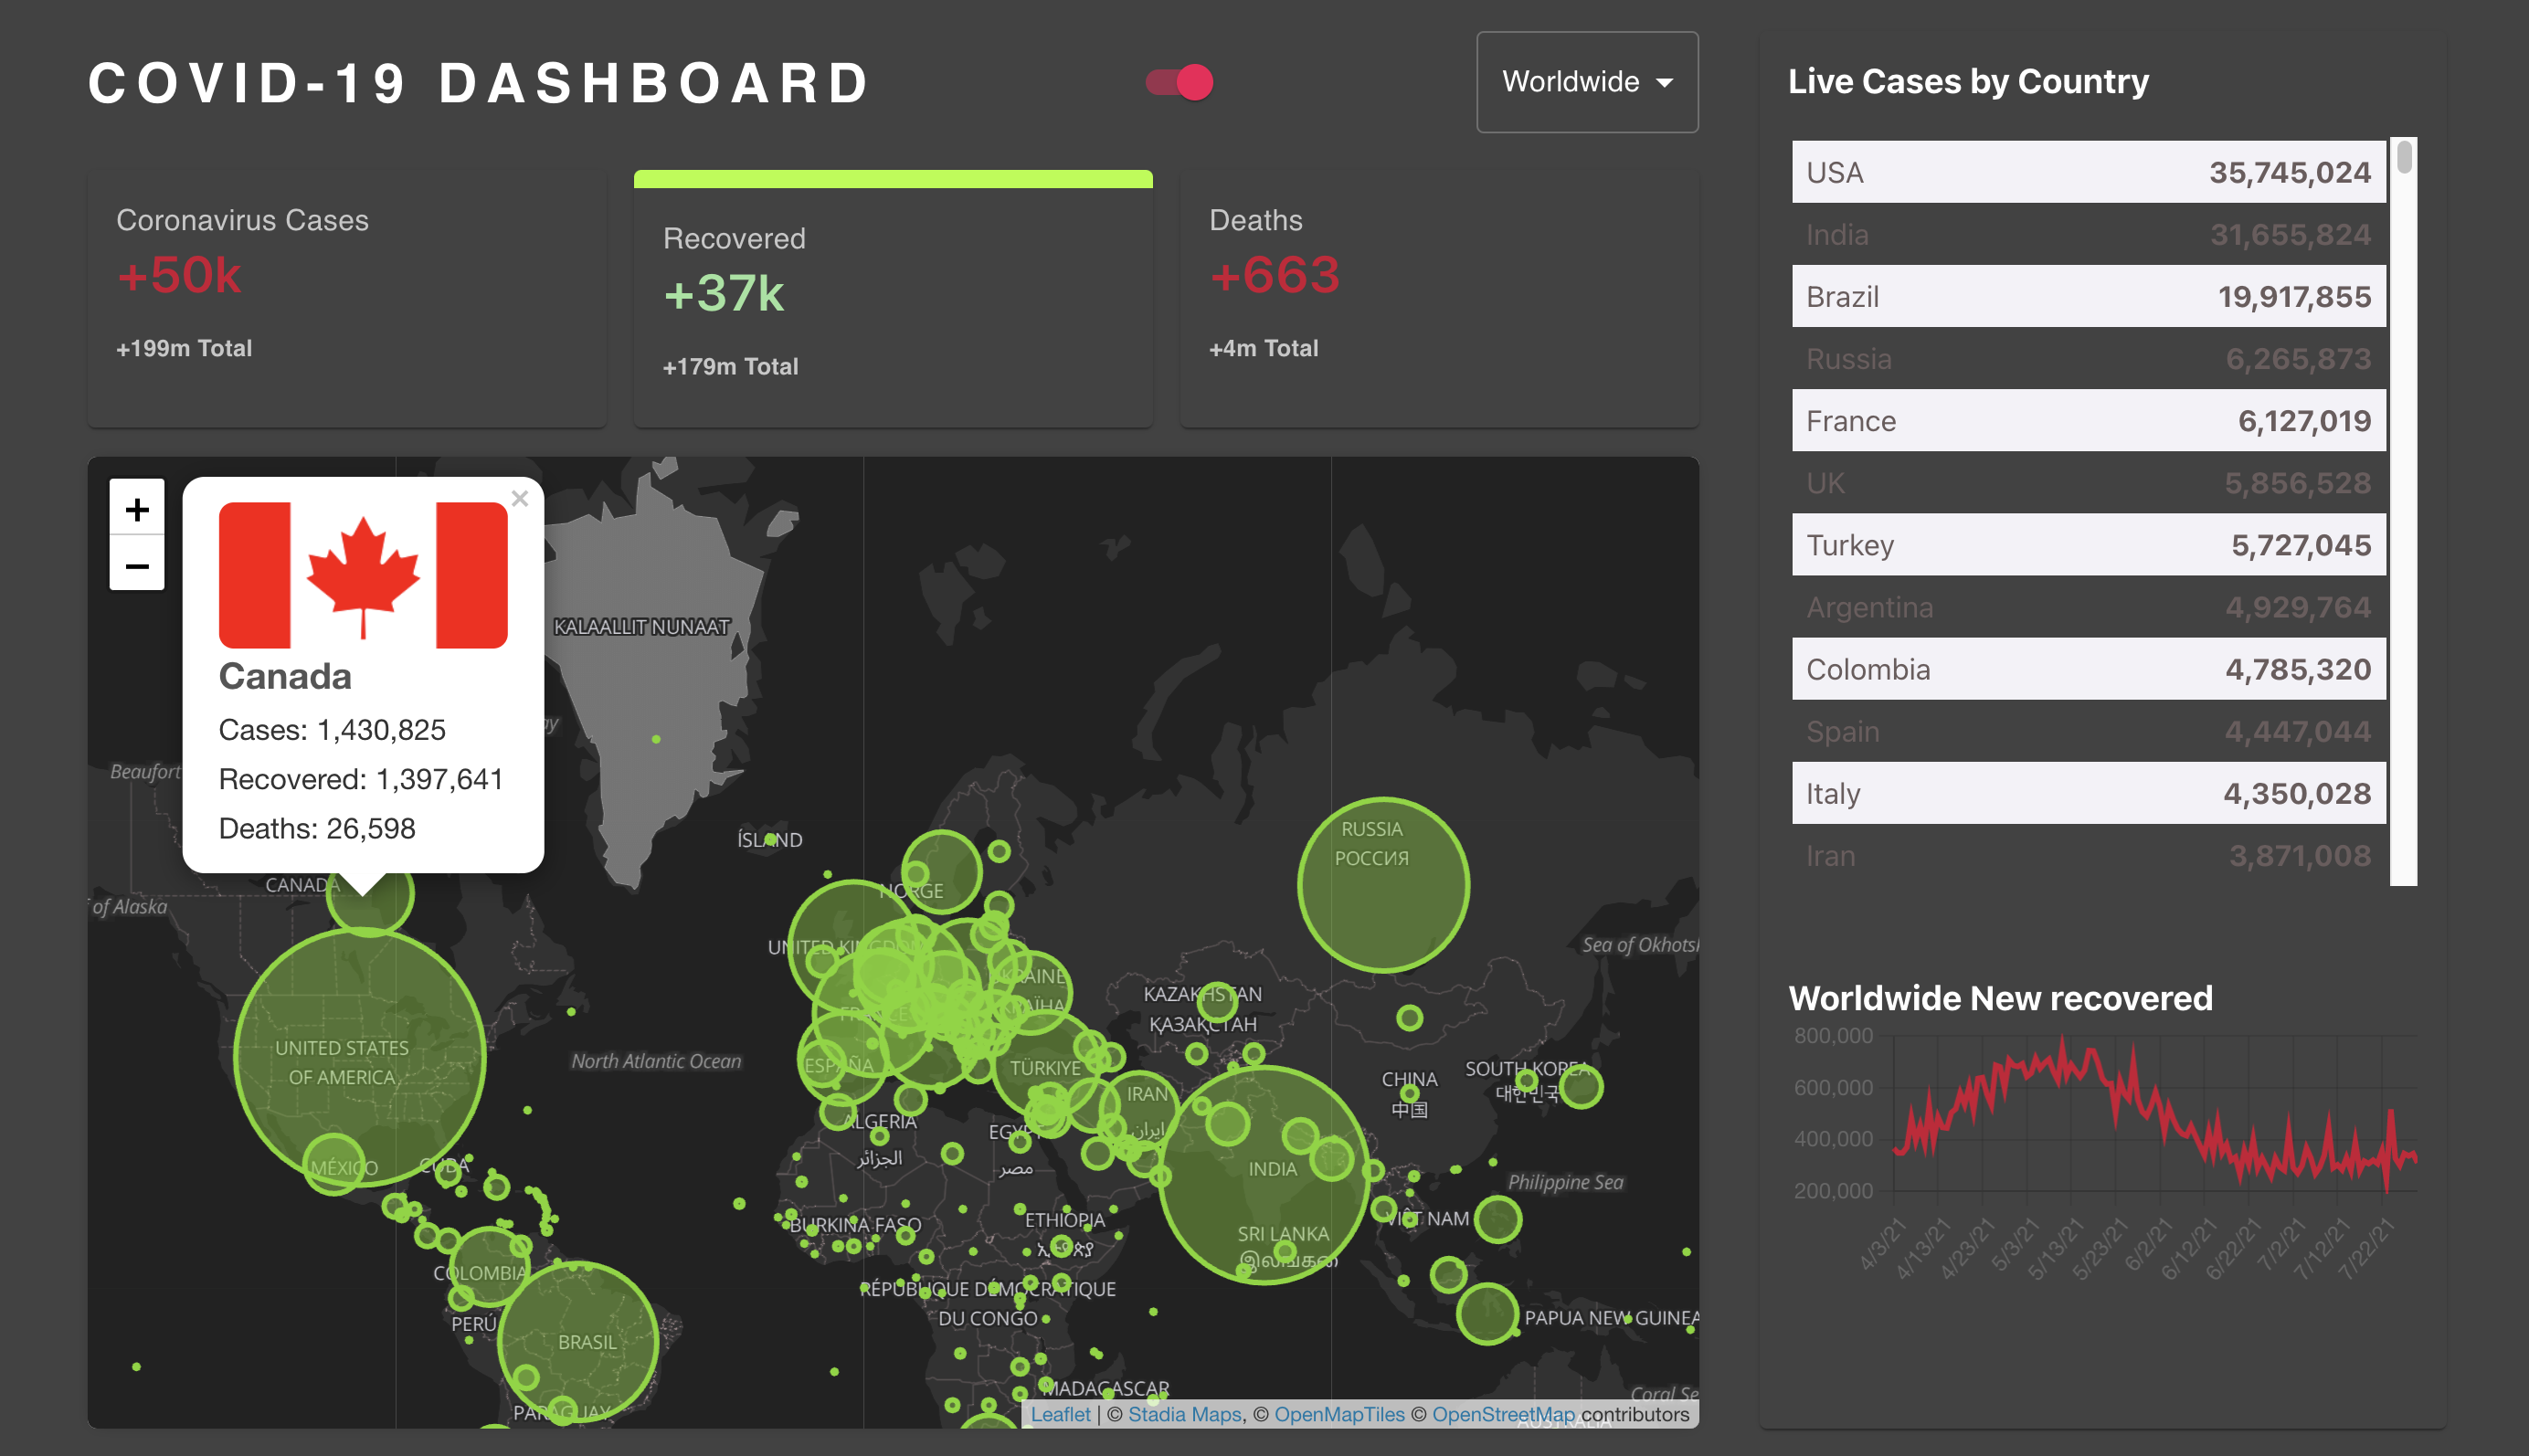 COVID-19 DASHBOARD
Worldwide
Coronavirus Cases
+50k
+199m Total
Recovered
+37k
+179m Total
Deaths
+663
+4m Total
+
−
×
Canada
Cases: 1,430,825
Recovered: 1,397,641
Deaths: 26,598
KALAALLIT NUNAAT
Beaufort
ÍSLAND
CANADA
of Alaska
NORGE
RUSSIA
РОССИЯ
UNITED KINGDOM
Sea of Okhotsk
UKRAINE
KAZAKHSTAN
ҚАЗАҚСТАН
FRANCE
UNITED STATES
OF AMERICA
North Atlantic Ocean
ESPAÑA
TÜRKIYE
IRAN
ایران
CHINA
中国
SOUTH KOREA
대한민국
ALGERIA
الجزائر
EGYPT
مصر
MÉXICO
CUBA
INDIA
Philippine Sea
BURKINA FASO
ETHIOPIA
SRI LANKA
இலங்கை
VIỆT NAM
COLOMBIA
RÉPUBLIQUE DÉMOCRATIQUE
DU CONGO
PERÚ
BRASIL
PAPUA NEW GUINEA
MADAGASCAR
PARAGUAY
Coral Se
AUSTRALIA
Leaflet | © Stadia Maps, © OpenMapTiles © OpenStreetMap contributors
Live Cases by Country
USA 35,745,024
India 31,655,824
Brazil 19,917,855
Russia 6,265,873
France 6,127,019
UK 5,856,528
Turkey 5,727,045
Argentina 4,929,764
Colombia 4,785,320
Spain 4,447,044
Italy 4,350,028
Iran 3,871,008
Worldwide New recovered
800,000
600,000
400,000
200,000
4/3/21 4/13/21 4/23/21 5/3/21 5/13/21 5/23/21 6/2/21 6/12/21 6/22/21 7/2/21 7/12/21 7/22/21